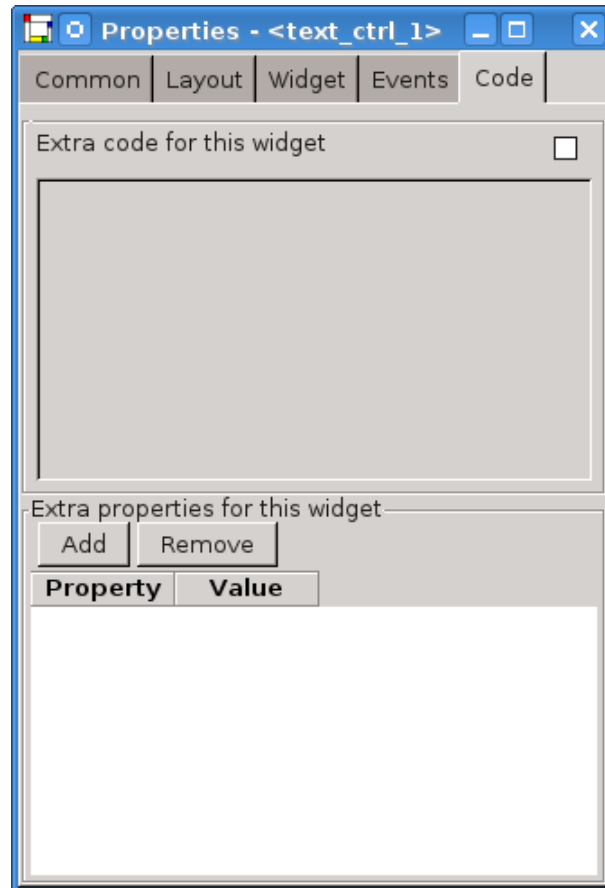 Properties - <text_ctrl_1>
Common Layout Widget Events Code
Extra code for this widget
Extra properties for this widget
Add Remove
Property Value